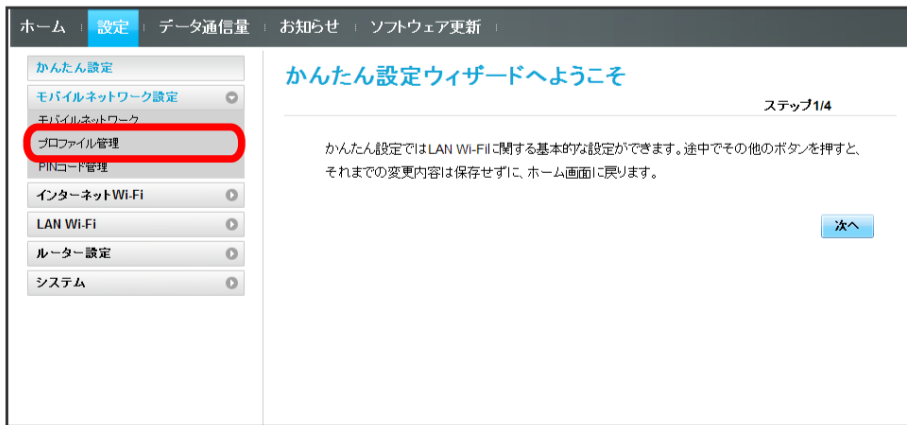 ホーム 設定 データ通信量 お知らせ ソフトウェア更新
かんたん設定
モバイルネットワーク設定
モバイルネットワーク
プロファイル管理
PINコード管理
インターネットWi-Fi
LAN Wi-Fi
ルーター設定
システム
かんたん設定ウィザードへようこそ
ステップ1/4
かんたん設定ではLAN Wi-Fiに関する基本的な設定ができます。途中でその他のボタンを押すと、
それまでの変更内容は保存せずに、ホーム画面に戻ります。
次へ